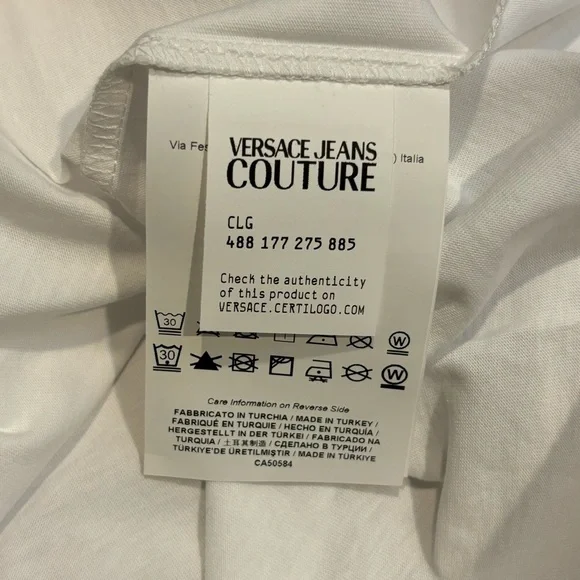 VERSACE JEANS
COUTURE
Via Fe ) Italia
CLG
488 177 275 885
Check the authenticity
of this product on
VERSACE.CERTILOGO.COM
30
W
30
W
Care Information on Reverse Side
FABBRICATO IN TURCHIA / MADE IN TURKEY /
FABRIQUÉ EN TURQUIE / HECHO EN TURQUÍA /
HERGESTELLT IN DER TÜRKEI / FABRICADO NA
TURQUIA / 土耳其制造 / СДЕЛАНО В ТУРЦИИ /
TÜRKİYE'DE ÜRETİLMİŞTİR / MADE IN TÜRKİYE
CA50584